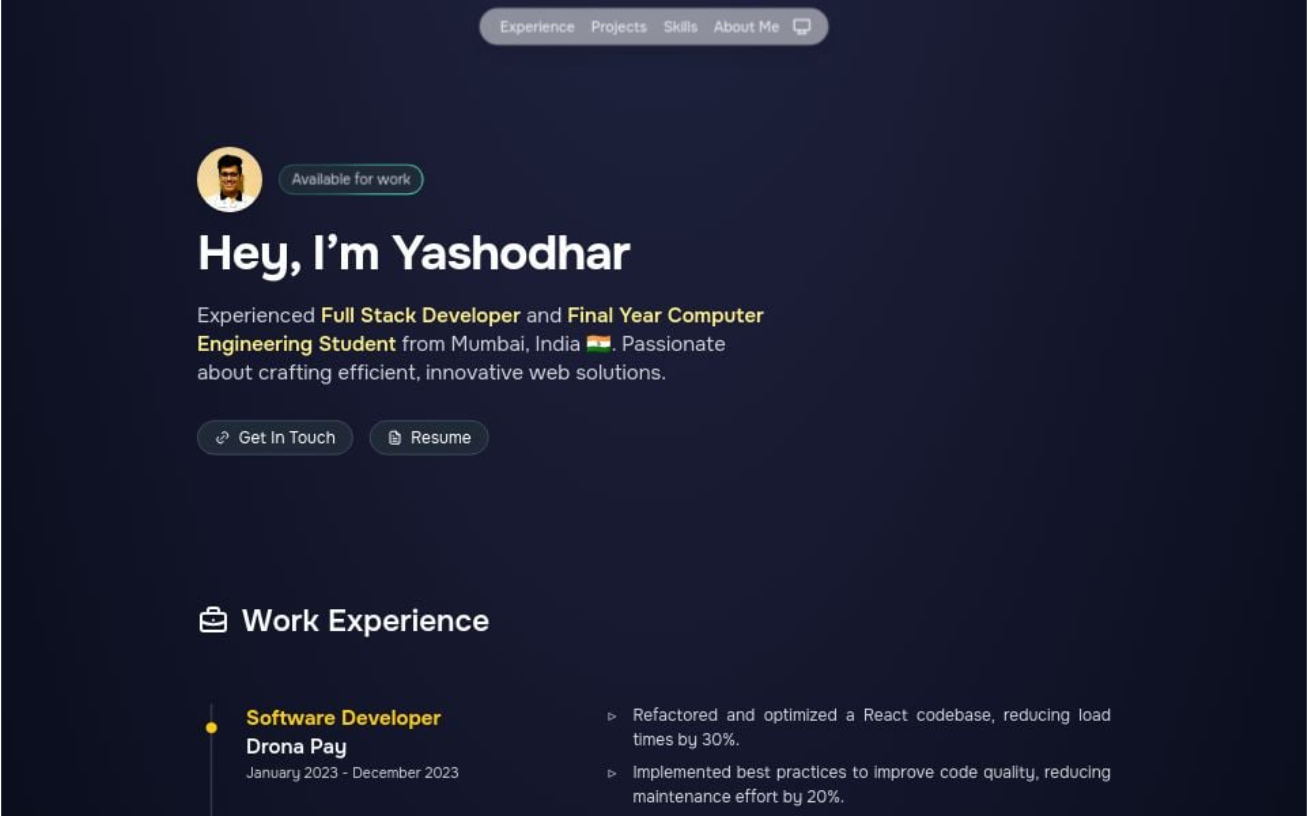 Experience Projects Skills About Me
Available for work
Hey, I’m Yashodhar
Experienced Full Stack Developer and Final Year Computer
Engineering Student from Mumbai, India 🇮🇳. Passionate
about crafting efficient, innovative web solutions.
Get In Touch Resume
Work Experience
Software Developer
Drona Pay
January 2023 - December 2023
Refactored and optimized a React codebase, reducing load
times by 30%.
Implemented best practices to improve code quality, reducing
maintenance effort by 20%.